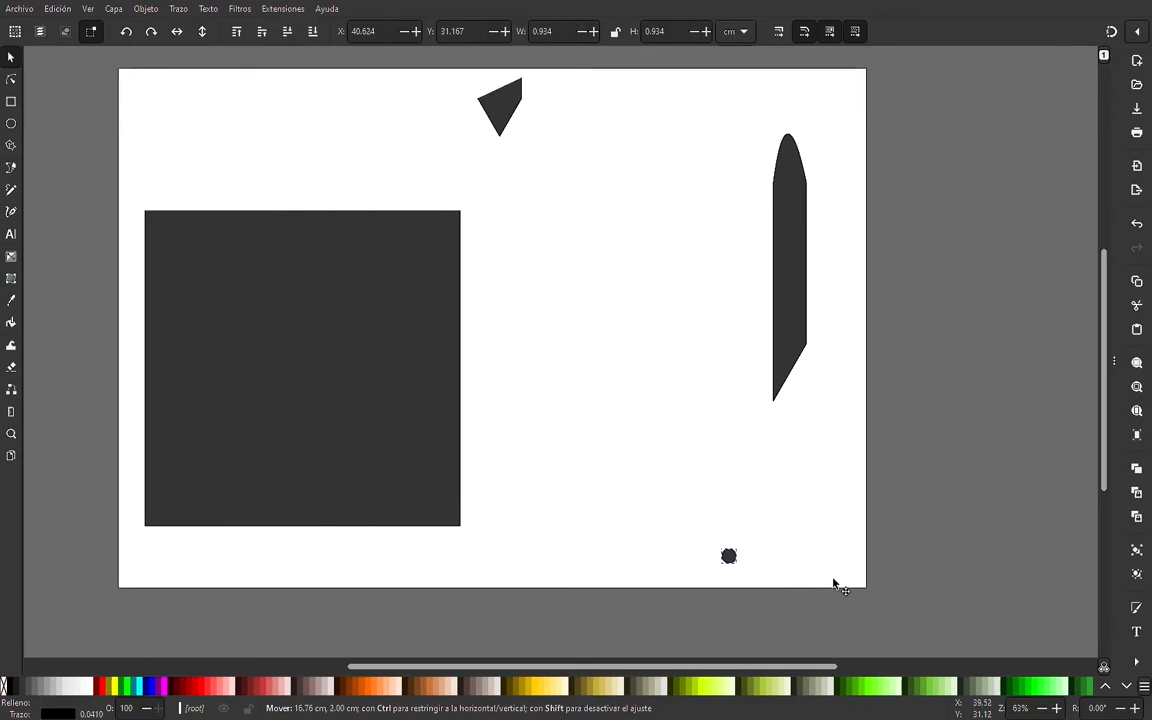 Archivo Edición Ver Capa Objeto Trazo Texto Filtros Extensiones Ayuda
X: 40.624 Y: 31.167 W: 0.934 H: 0.934 cm
1
A
T
Relleno:
Trazo: 0.0410 O: 100 [root] Mover: 16.76 cm, 2.00 cm; con Ctrl para restringir a la horizontal/vertical; con Shift para desactivar el ajuste X: 39.52 Y: 31.12 Z: 63% R: 0.00°